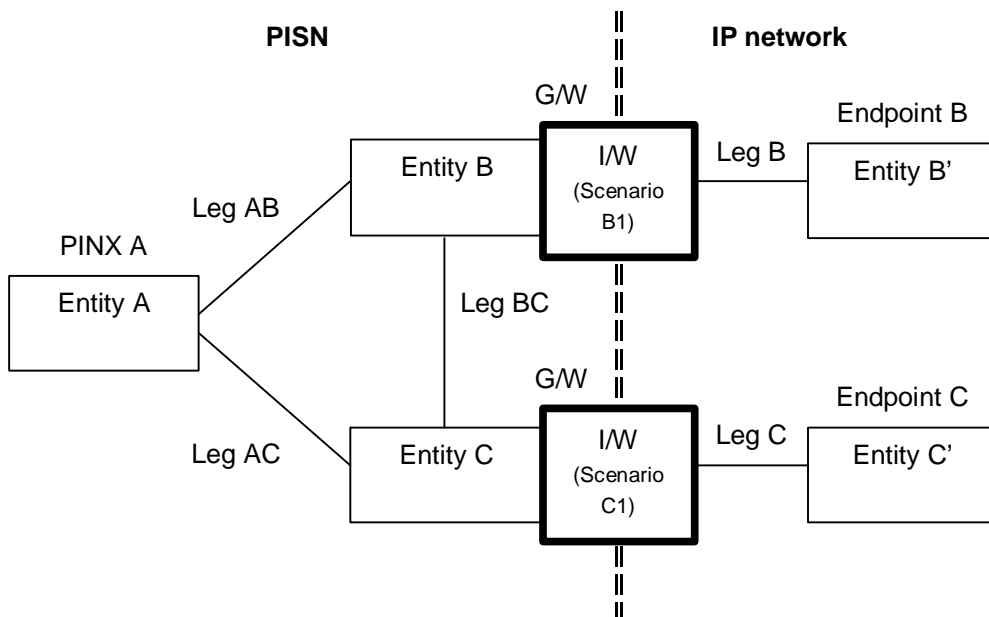 PISN
IP network
G/W
Endpoint B
Entity B
I/W
(Scenario
B1)
Leg B
Entity B’
Leg AB
PINX A
Entity A
Leg BC
G/W
Endpoint C
Leg AC
Entity C
I/W
(Scenario
C1)
Leg C
Entity C’